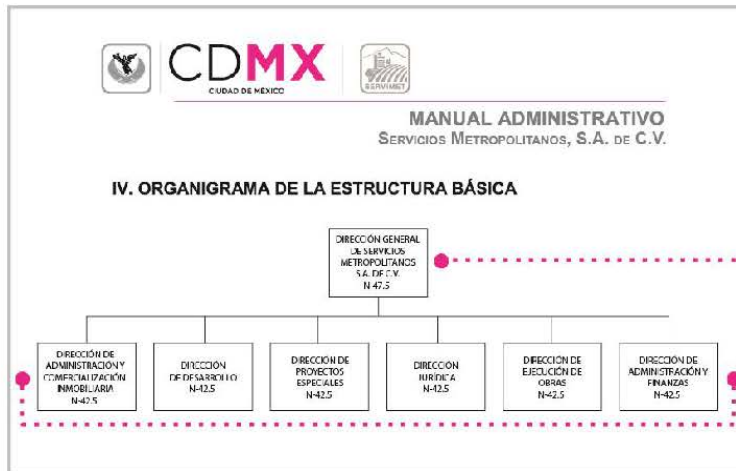 CDMX
CIUDAD DE MÉXICO
SERVIMET
MANUAL ADMINISTRATIVO
SERVICIOS METROPOLITANOS, S.A. DE C.V.
IV. ORGANIGRAMA DE LA ESTRUCTURA BÁSICA
DIRECCIÓN GENERAL
DE SERVICIOS
METROPOLITANOS
S.A. DE C.V.
N-47.5
DIRECCIÓN DE
ADMINISTRACIÓN Y
COMERCIALIZACIÓN
INMOBILIARIA
N-42.5
DIRECCIÓN
DE DESARROLLO
N-42.5
DIRECCIÓN DE
PROYECTOS
ESPECIALES
N-42.5
DIRECCIÓN
JURÍDICA
N-42.5
DIRECCIÓN DE
EJECUCIÓN DE
OBRAS
N-42.5
DIRECCIÓN DE
ADMINISTRACIÓN Y
FINANZAS
N-42.5